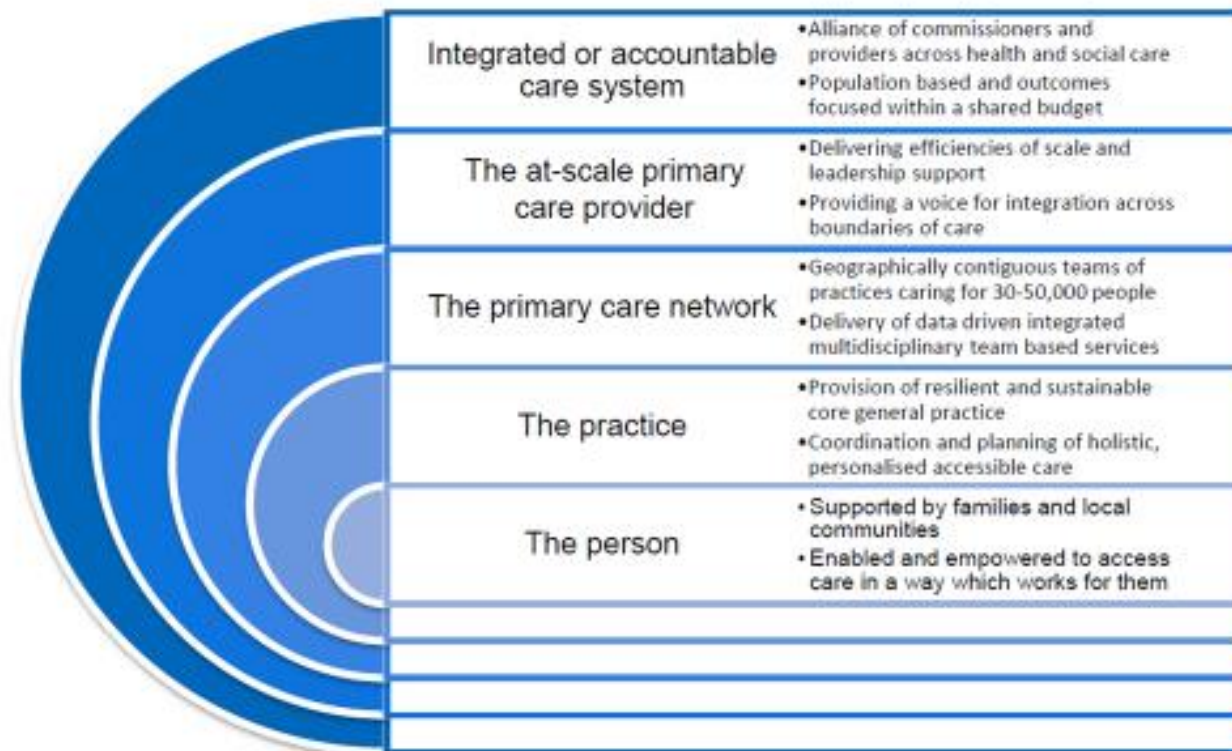 Integrated or accountable
care system
•Alliance of commissioners and
providers across health and social care
•Population based and outcomes
focused within a shared budget
The at-scale primary
care provider
•Delivering efficiencies of scale and
leadership support
•Providing a voice for integration across
boundaries of care
The primary care network
•Geographically contiguous teams of
practices caring for 30-50,000 people
•Delivery of data driven integrated
multidisciplinary team based services
The practice
•Provision of resilient and sustainable
core general practice
•Coordination and planning of holistic,
personalised accessible care
The person
• Supported by families and local
communities
• Enabled and empowered to access
care in a way which works for them